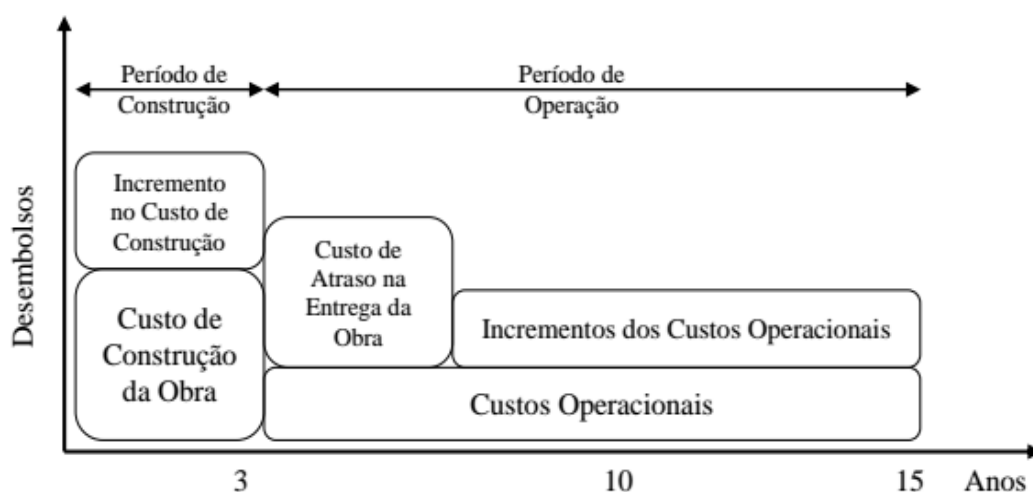 Período de
Construção
Período de
Operação
Desembolsos
Incremento
no Custo de
Construção
Custo de
Construção
da Obra
Custo de
Atraso na
Entrega da
Obra
Incrementos dos Custos Operacionais
Custos Operacionais
3
10
15
Anos